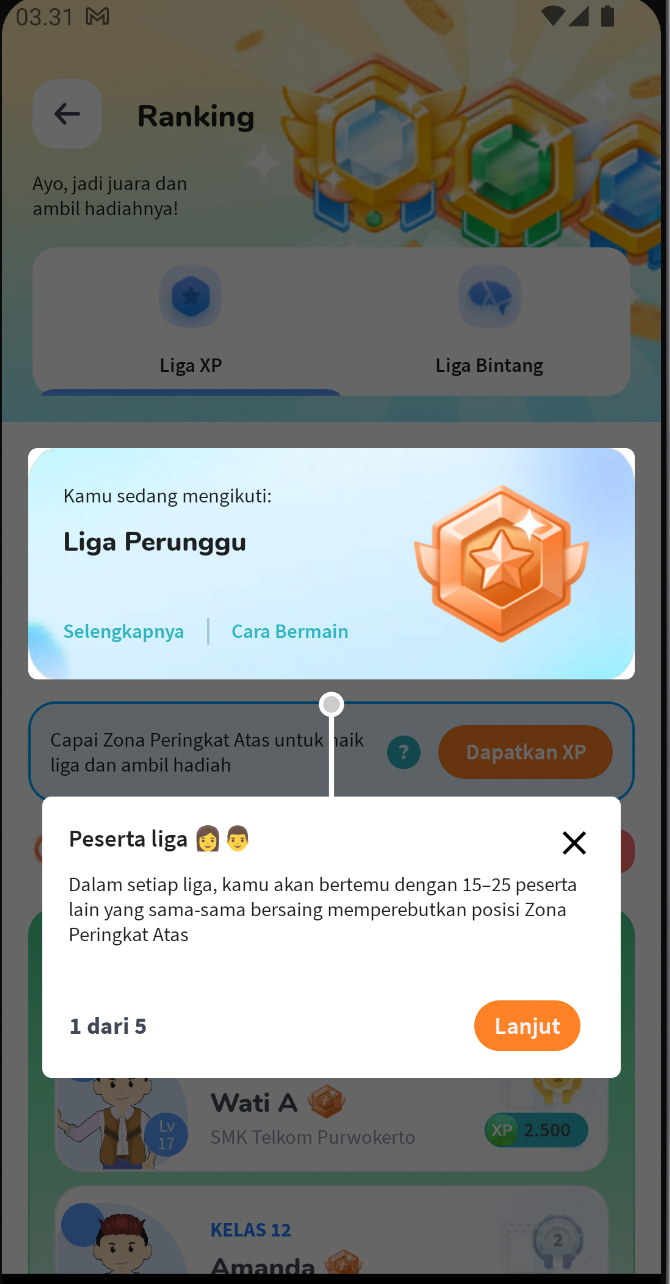 03.31
Ranking
Ayo, jadi juara dan
ambil hadiahnya!
Liga XP
Liga Bintang
Kamu sedang mengikuti:
Liga Perunggu
Selengkapnya
Cara Bermain
Capai Zona Peringkat Atas untuk naik
liga dan ambil hadiah
?
Dapatkan XP
Peserta liga 👩👨
Dalam setiap liga, kamu akan bertemu dengan 15–25 peserta
lain yang sama-sama bersaing memperebutkan posisi Zona
Peringkat Atas
1 dari 5
Lanjut
Wati A
Lv
17
SMK Telkom Purwokerto
XP 2.500
KELAS 12
2
Amanda